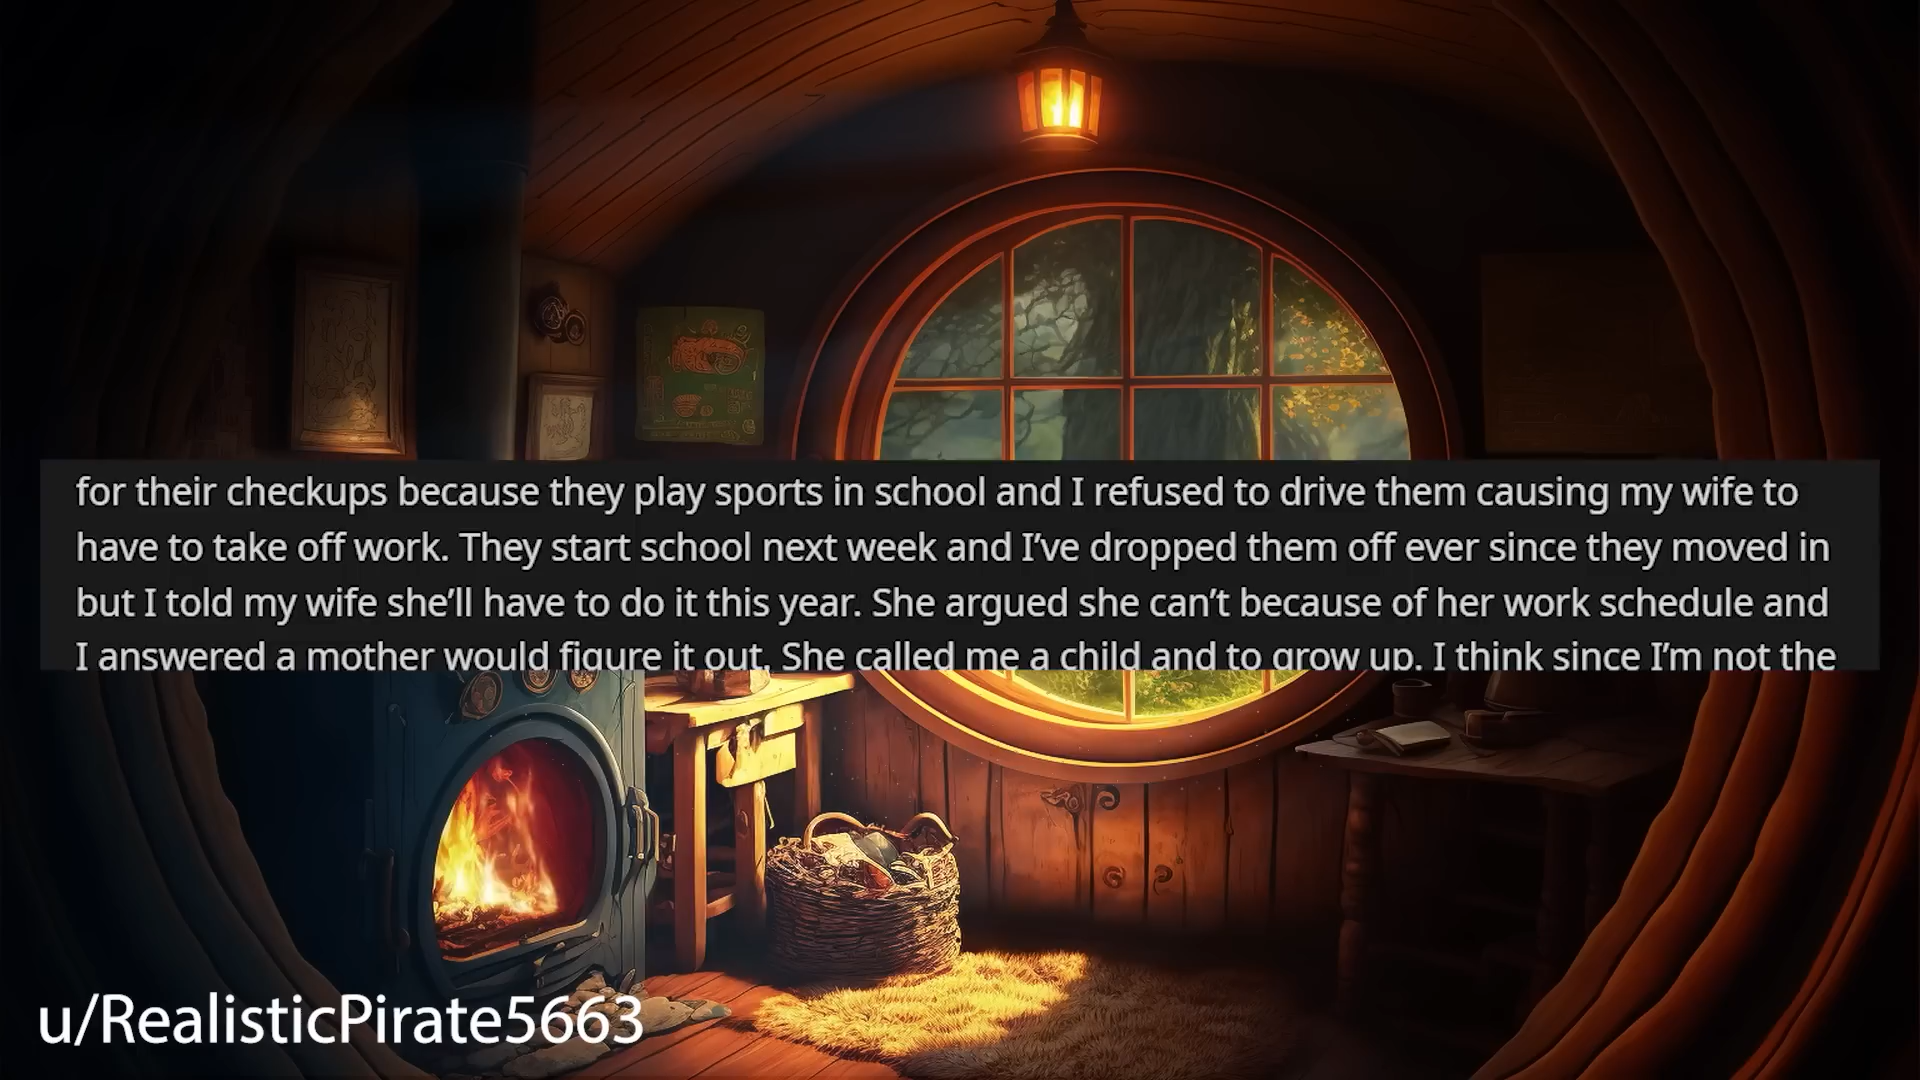 for their checkups because they play sports in school and I refused to drive them causing my wife to
have to take off work. They start school next week and I’ve dropped them off ever since they moved in
but I told my wife she’ll have to do it this year. She argued she can’t because of her work schedule and
I answered a mother would figure it out. She called me a child and to grow up. I think since I’m not the
u/RealisticPirate5663